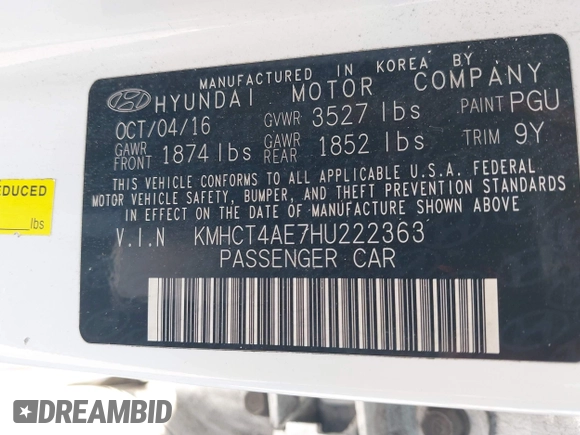 MANUFACTURED IN KOREA BY
HYUNDAI MOTOR COMPANY
OCT/04/16 GVWR 3527 lbs PAINT PGU
GAWR FRONT 1874 lbs GAWR REAR 1852 lbs TRIM 9Y
THIS VEHICLE CONFORMS TO ALL APPLICABLE U.S.A. FEDERAL
MOTOR VEHICLE SAFETY, BUMPER, AND THEFT PREVENTION STANDARDS
IN EFFECT ON THE DATE OF MANUFACTURE SHOWN ABOVE.
V.I.N KMHCT4AE7HU222363
PASSENGER CAR
EDUCED
lbs
DREAMBID